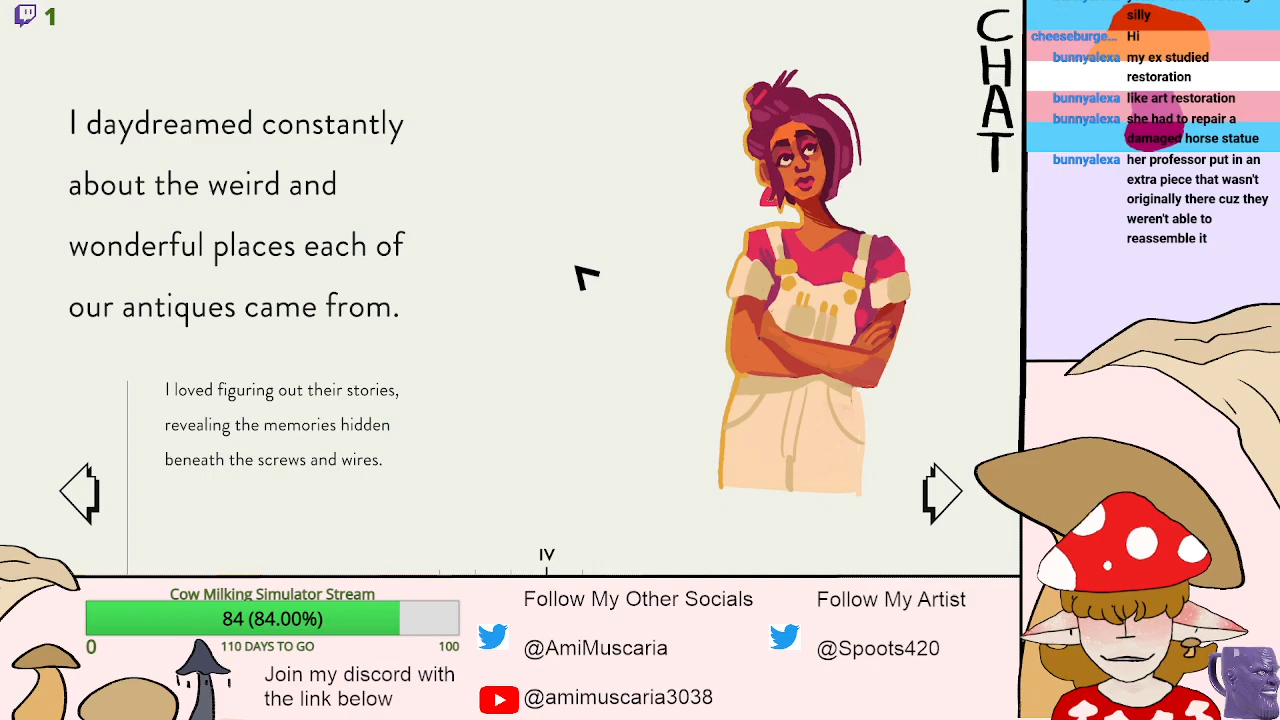 1
I daydreamed constantly
about the weird and
wonderful places each of
our antiques came from.
I loved figuring out their stories,
revealing the memories hidden
beneath the screws and wires.
IV
CHAT
silly
cheeseburge... Hi
bunnyalexa my ex studied
restoration
bunnyalexa like art restoration
bunnyalexa she had to repair a
damaged horse statue
bunnyalexa her professor put in an
extra piece that wasn't
originally there cuz they
weren't able to
reassemble it
Cow Milking Simulator Stream
84 (84.00%)
0 110 DAYS TO GO 100
Join my discord with
the link below
Follow My Other Socials
@AmiMuscaria
@amimuscaria3038
Follow My Artist
@Spoots420